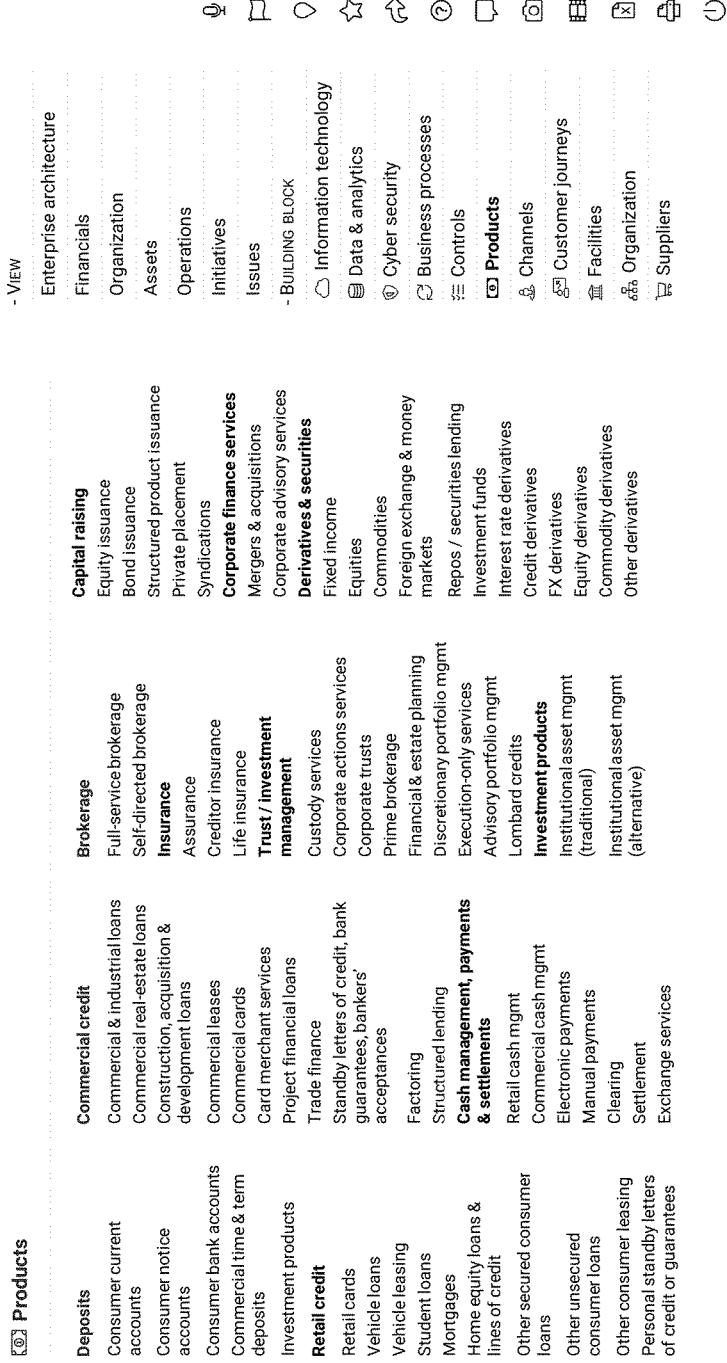 Products
Deposits
Consumer current
accounts
Consumer notice
accounts
Consumer bank accounts
Commercial time & term
deposits
Investment products
Retail credit
Retail cards
Vehicle loans
Vehicle leasing
Student loans
Mortgages
Home equity loans &
lines of credit
Other secured consumer
loans
Other unsecured
consumer loans
Other consumer leasing
Personal standby letters
of credit or guarantees
Commercial credit
Commercial & industrial loans
Commercial real-estate loans
Construction, acquisition &
development loans
Commercial leases
Commercial cards
Card merchant services
Project financial loans
Trade finance
Standby letters of credit, bank
guarantees, bankers'
acceptances
Factoring
Structured lending
Cash management, payments
& settlements
Retail cash mgmt
Commercial cash mgmt
Electronic payments
Manual payments
Clearing
Settlement
Exchange services
Brokerage
Full-service brokerage
Self-directed brokerage
Insurance
Assurance
Creditor insurance
Life insurance
Trust / investment
management
Custody services
Corporate actions services
Corporate trusts
Prime brokerage
Financial & estate planning
Discretionary portfolio mgmt
Execution-only services
Advisory portfolio mgmt
Lombard credits
Investment products
Institutional asset mgmt
(traditional)
Institutional asset mgmt
(alternative)
Capital raising
Equity issuance
Bond issuance
Structured product issuance
Private placement
Syndications
Corporate finance services
Mergers & acquisitions
Corporate advisory services
Derivatives & securities
Fixed income
Equities
Commodities
Foreign exchange & money
markets
Repos / securities lending
Investment funds
Interest rate derivatives
Credit derivatives
FX derivatives
Equity derivatives
Commodity derivatives
Other derivatives
- VIEW
Enterprise architecture
Financials
Organization
Assets
Operations
Initiatives
Issues
- BUILDING BLOCK
Information technology
Data & analytics
Cyber security
Business processes
Controls
Products
Channels
Customer journeys
Facilities
Organization
Suppliers